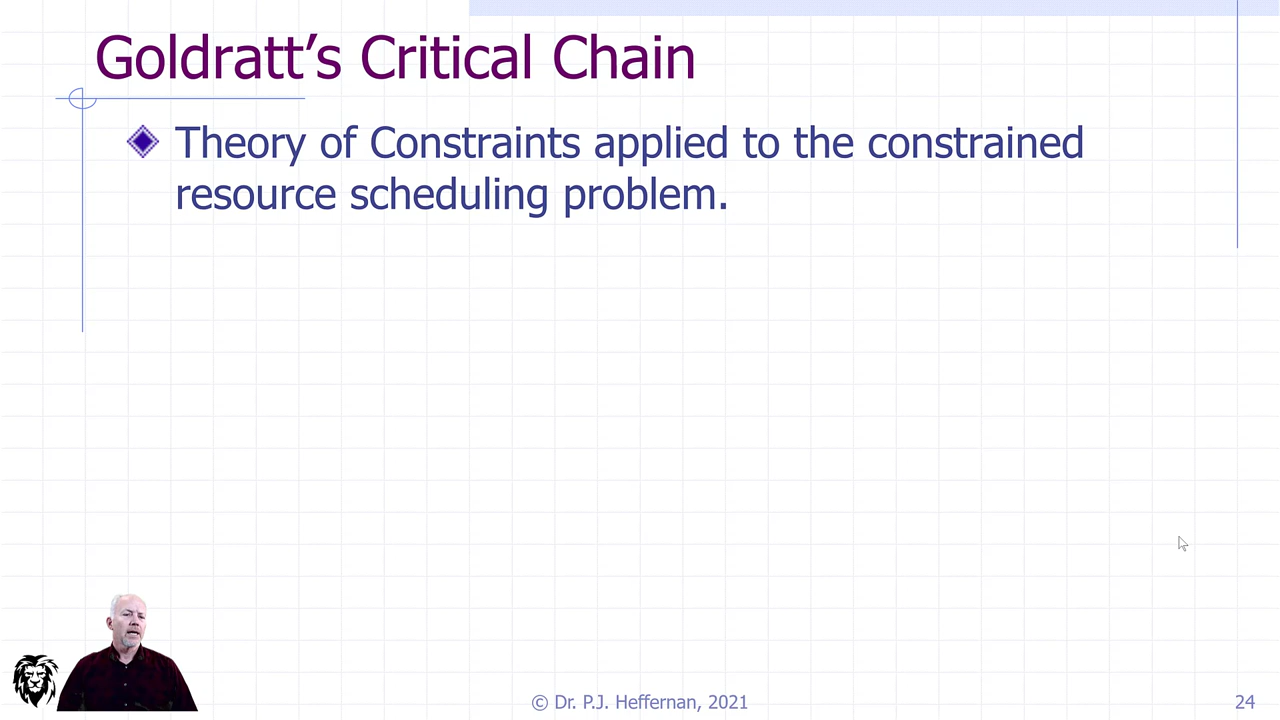 Goldratt’s Critical Chain
Theory of Constraints applied to the constrained
resource scheduling problem.
© Dr. P.J. Heffernan, 2021
24